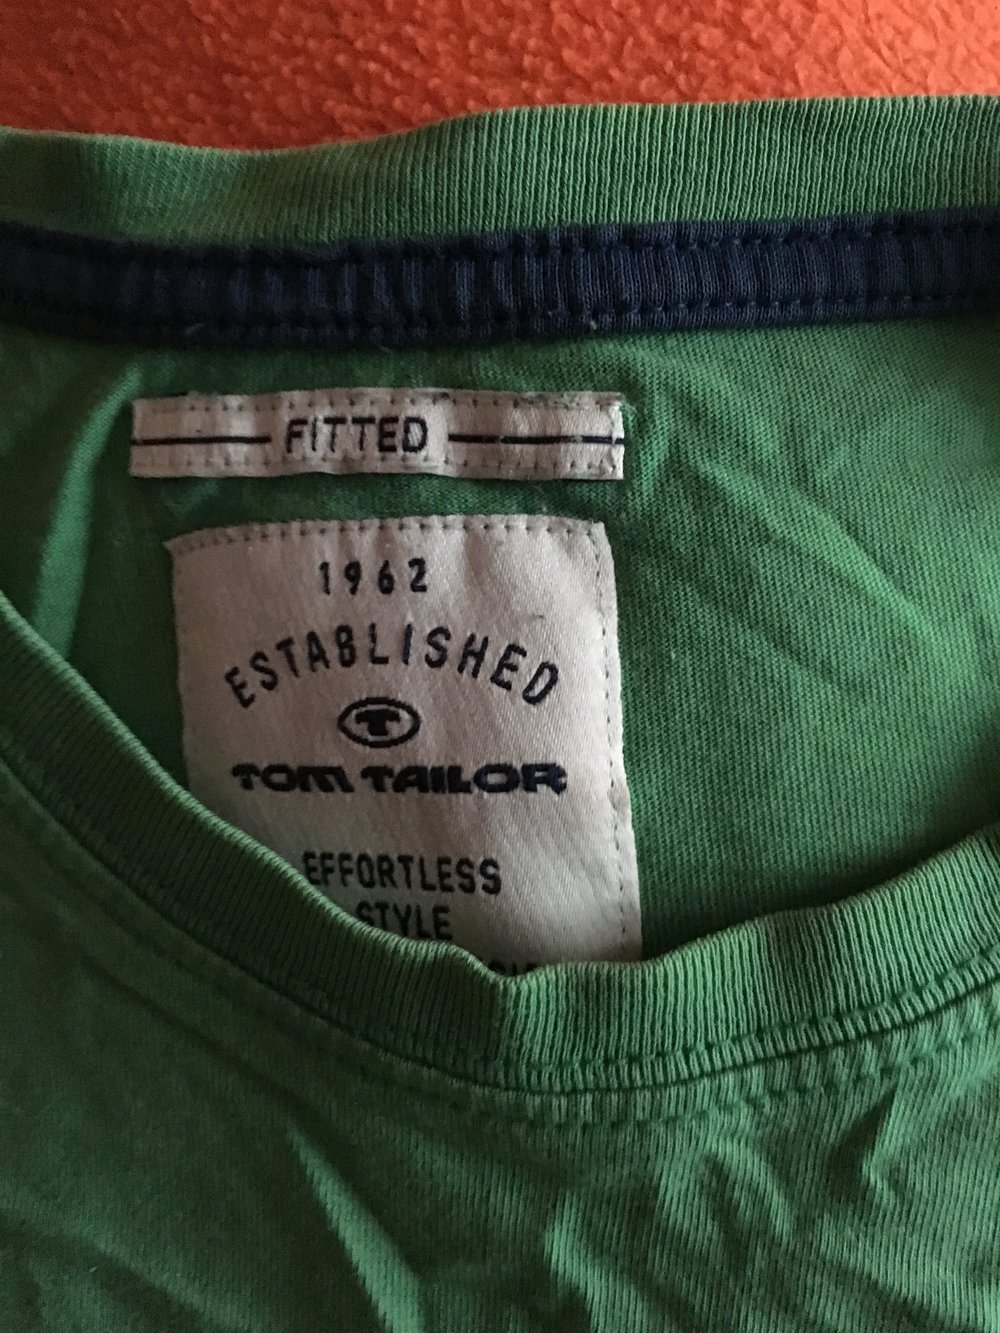 FITTED
1962
ESTABLISHED
T
TOM TAILOR
EFFORTLESS
STYLE